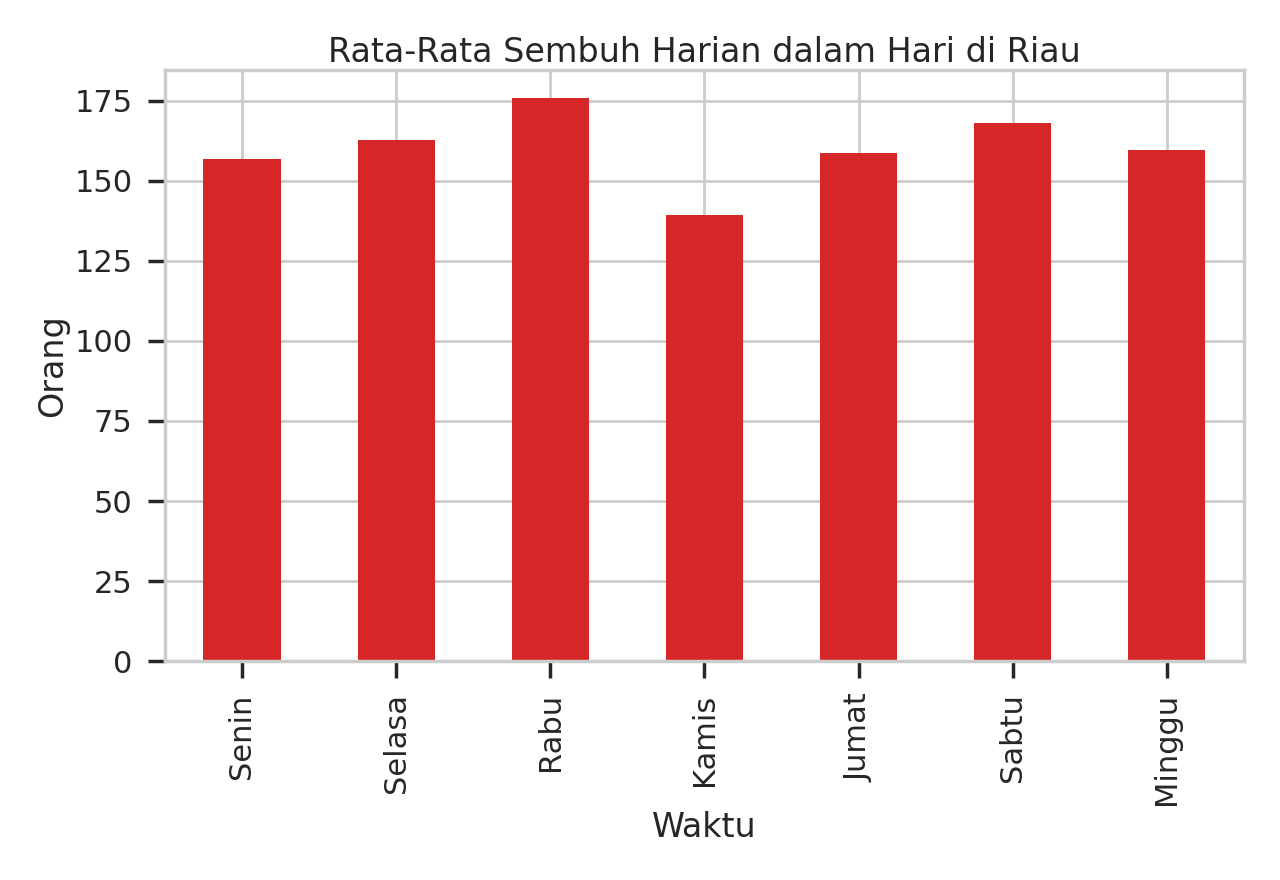 Rata-Rata Sembuh Harian dalam Hari di Riau
175
150
125
100
75
50
25
0
Orang
Senin
Selasa
Rabu
Kamis
Jumat
Sabtu
Minggu
Waktu